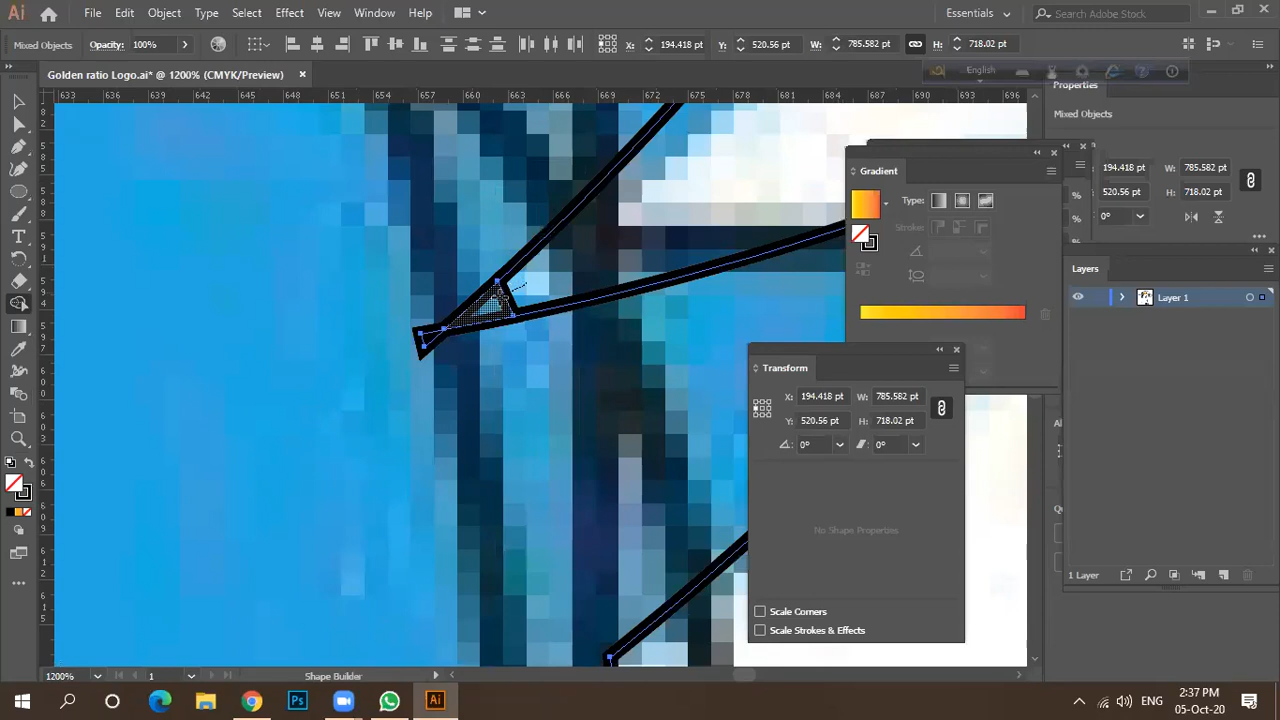 Ai File Edit Object Type Select Effect View Window Help Essentials Search Adobe Stock
Mixed Objects Opacity: 100% X: 194.418 pt Y: 520.56 pt W: 785.582 pt H: 718.02 pt
Golden ratio Logo.ai* @ 1200% (CMYK/Preview)
English
Properties
633 639 642 645 648 651 654 657 660 663 666 669 672 675 678 681 684 687 690 693 696
Mixed Objects
Gradient
194.418 pt W: 785.582 pt
520.56 pt H: 718.02 pt
Type:
Stroke:
0°
Layers
Layer 1
Transform
X: 194.418 pt W: 785.582 pt
Y: 520.56 pt H: 718.02 pt
0° 0°
No Shape Properties
Scale Corners
Scale Strokes & Effects
1 Layer
1200% 1 Shape Builder
Ps Ai ENG 2:37 PM
05-Oct-20